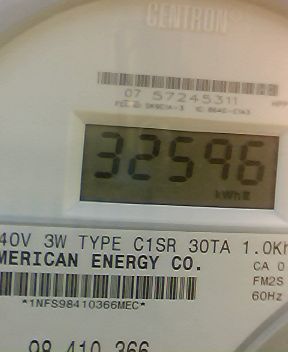 CENTRON®
07 57245311
32596
kWh
40V 3W TYPE C1SR 30TA 1.0Kh
MERICAN ENERGY CO. CA 0
FM2S
*1NFS98410366MEC* 60Hz
98 410 366